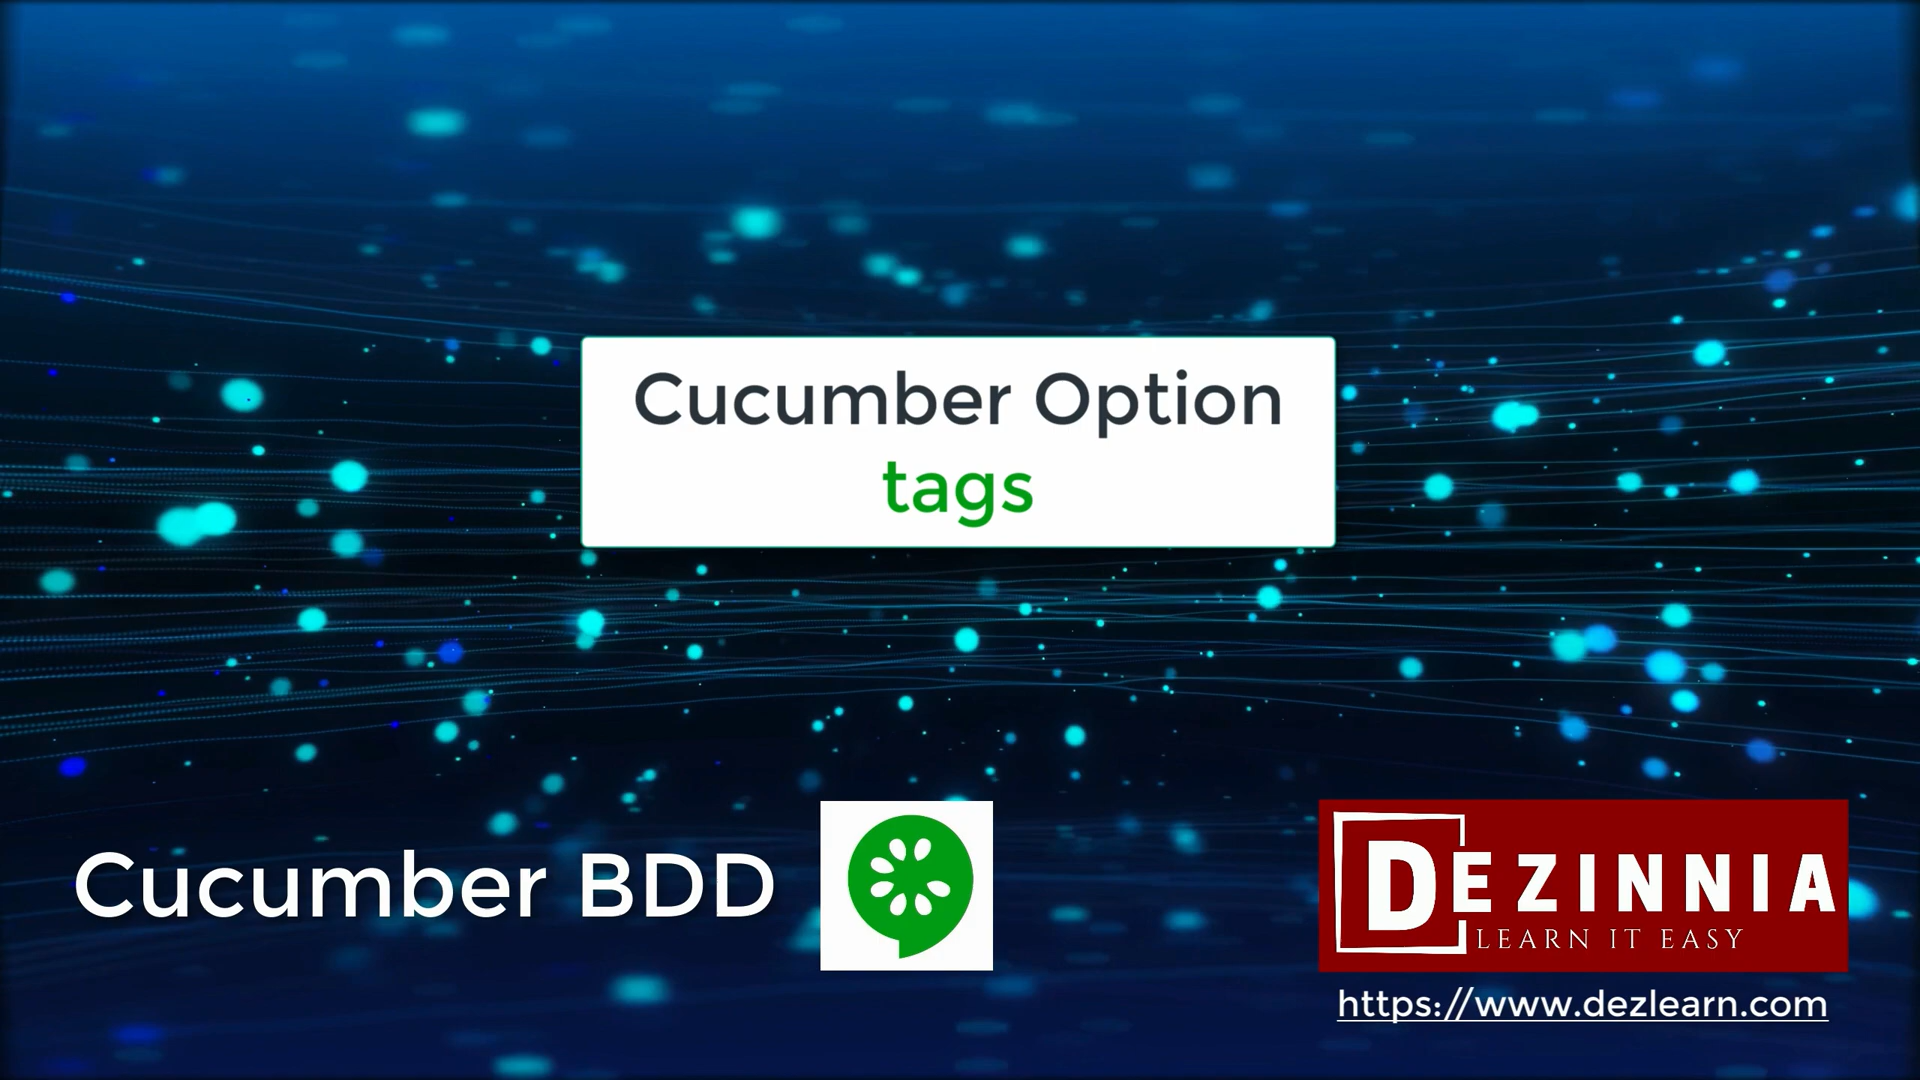 Cucumber Option
tags
Cucumber BDD
DEZINNIA
LEARN IT EASY
https://www.dezlearn.com